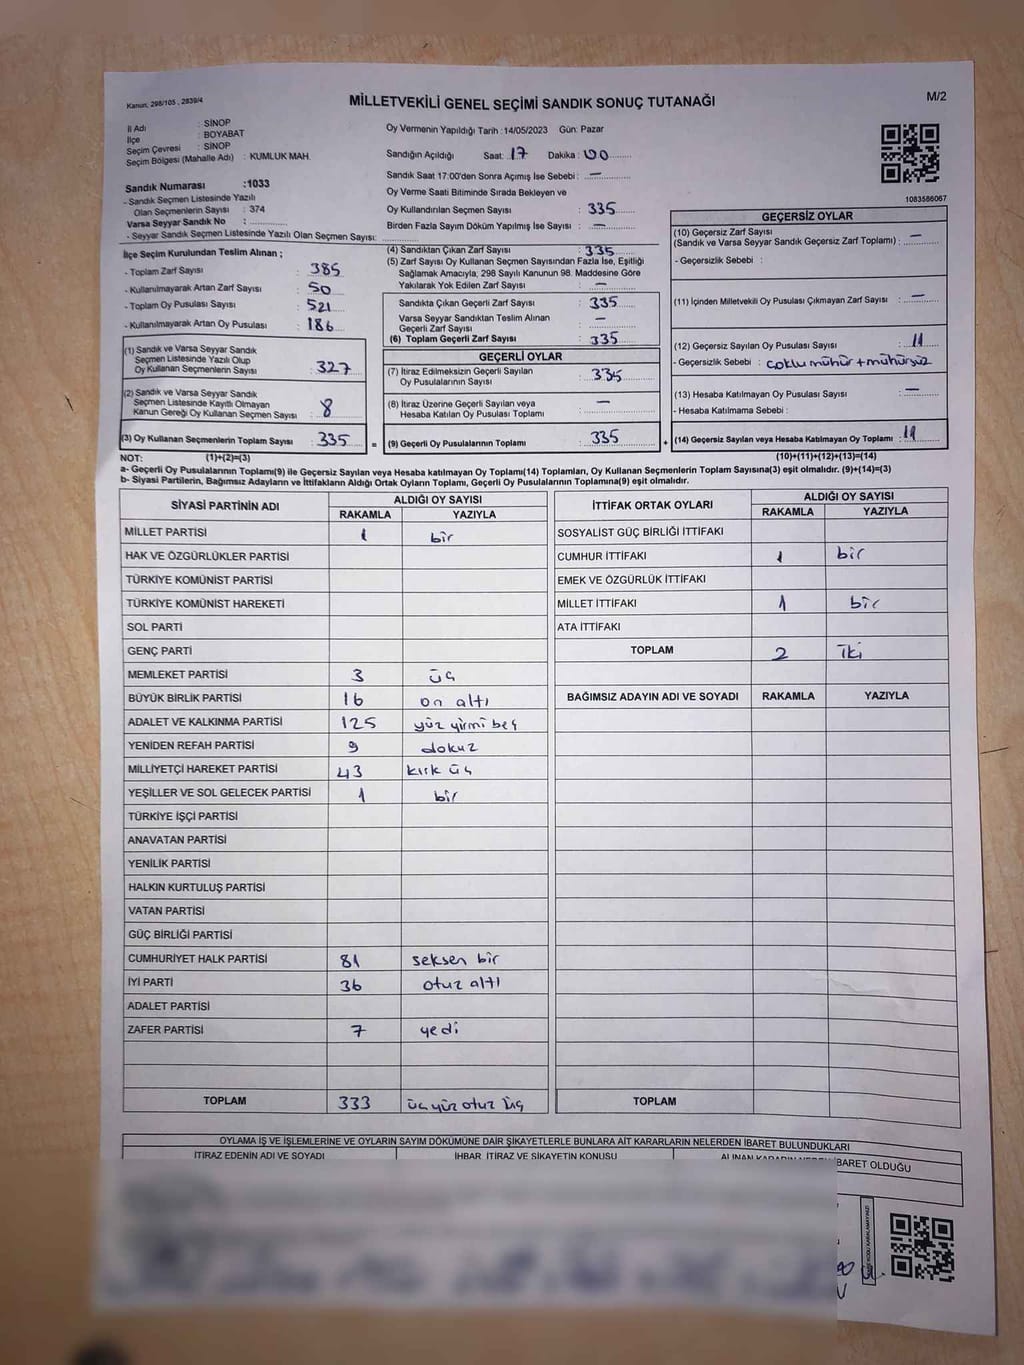 Kanun, 298/105 , 2839/4
MİLLETVEKİLİ GENEL SEÇİMİ SANDIK SONUÇ TUTANAĞI
M/2
İl Adı : SİNOP
İlçe : BOYABAT
Seçim Çevresi : SİNOP
Seçim Bölgesi (Mahalle Adı) : KUMLUK MAH.
Sandık Numarası :1033
- Sandık Seçmen Listesinde Yazılı
Olan Seçmenlerin Sayısı : 374
Varsa Seyyar Sandık No :
- Seyyar Sandık Seçmen Listesinde Yazılı Olan Seçmen Sayısı:
Oy Vermenin Yapıldığı Tarih : 14/05/2023 Gün: Pazar
Sandığın Açıldığı Saat: 17 Dakika : 00
Sandık Saat 17:00'den Sonra Açımış İse Sebebi : —
Oy Verme Saati Bitiminde Sırada Bekleyen ve
Oy Kullandırılan Seçmen Sayısı : 335
Birden Fazla Sayım Döküm Yapılmış İse Sayısı : —
1083586067
İlçe Seçim Kurulundan Teslim Alınan ;
- Toplam Zarf Sayısı : 385
- Kullanılmayarak Artan Zarf Sayısı : 50
- Toplam Oy Pusulası Sayısı : 521
- Kullanılmayarak Artan Oy Pusulası : 186
(1) Sandık ve Varsa Seyyar Sandık
Seçmen Listesinde Yazılı Olup
Oy Kullanan Seçmenlerin Sayısı : 327
(2) Sandık ve Varsa Seyyar Sandık
Seçmen Listesinde Kayıtlı Olmayan
Kanun Gereği Oy Kullanan Seçmen Sayısı : 8
(3) Oy Kullanan Seçmenlerin Toplam Sayısı : 335 =
(4) Sandıktan Çıkan Zarf Sayısı : 335
(5) Zarf Sayısı Oy Kullanan Seçmen Sayısından Fazla İse, Eşitliği
Sağlamak Amacıyla, 298 Sayılı Kanunun 98. Maddesine Göre
Yakılarak Yok Edilen Zarf Sayısı : —
Sandıkta Çıkan Geçerli Zarf Sayısı : 335
Varsa Seyyar Sandıktan Teslim Alınan
Geçerli Zarf Sayısı : —
(6) Toplam Geçerli Zarf Sayısı : 335
GEÇERLİ OYLAR
(7) İtiraz Edilmeksizin Geçerli Sayılan
Oy Pusulalarının Sayısı : 335
(8) İtiraz Üzerine Geçerli Sayılan veya
Hesaba Katılan Oy Pusulası Toplamı : —
(9) Geçerli Oy Pusulalarının Toplamı : 335 +
GEÇERSİZ OYLAR
(10) Geçersiz Zarf Sayısı
(Sandık ve Varsa Seyyar Sandık Geçersiz Zarf Toplamı) : —
- Geçersizlik Sebebi :
(11) İçinden Milletvekili Oy Pusulası Çıkmayan Zarf Sayısı : —
(12) Geçersiz Sayılan Oy Pusulası Sayısı : 11
- Geçersizlik Sebebi : çoklu mühür + mühürsüz
(13) Hesaba Katılmayan Oy Pusulası Sayısı : —
- Hesaba Katılmama Sebebi :
(14) Geçersiz Sayılan veya Hesaba Katılmayan Oy Toplamı : 11
NOT: (1)+(2)=(3) (10)+(11)+(12)+(13)=(14)
a- Geçerli Oy Pusulalarının Toplamı(9) ile Geçersiz Sayılan veya Hesaba katılmayan Oy Toplamı(14) Toplamları, Oy Kullanan Seçmenlerin Toplam Sayısına(3) eşit olmalıdır. (9)+(14)=(3)
b- Siyasi Partilerin, Bağımsız Adayların ve İttifakların Aldığı Ortak Oyların Toplamı, Geçerli Oy Pusulalarının Toplamına(9) eşit olmalıdır.
SİYASİ PARTİNİN ADI ALDIĞI OY SAYISI
RAKAMLA YAZIYLA
MİLLET PARTİSİ 1 bir
HAK VE ÖZGÜRLÜKLER PARTİSİ
TÜRKİYE KOMÜNİST PARTİSİ
TÜRKİYE KOMÜNİST HAREKETİ
SOL PARTİ
GENÇ PARTİ
MEMLEKET PARTİSİ 3 üç
BÜYÜK BİRLİK PARTİSİ 16 on altı
ADALET VE KALKINMA PARTİSİ 125 yüz yirmi beş
YENİDEN REFAH PARTİSİ 9 dokuz
MİLLİYETÇİ HAREKET PARTİSİ 43 kırk üç
YEŞİLLER VE SOL GELECEK PARTİSİ 1 bir
TÜRKİYE İŞÇİ PARTİSİ
ANAVATAN PARTİSİ
YENİLİK PARTİSİ
HALKIN KURTULUŞ PARTİSİ
VATAN PARTİSİ
GÜÇ BİRLİĞİ PARTİSİ
CUMHURİYET HALK PARTİSİ 81 seksen bir
İYİ PARTİ 36 otuz altı
ADALET PARTİSİ
ZAFER PARTİSİ 7 yedi
TOPLAM 333 üç yüz otuz üç
İTTİFAK ORTAK OYLARI ALDIĞI OY SAYISI
RAKAMLA YAZIYLA
SOSYALİST GÜÇ BİRLİĞİ İTTİFAKI
CUMHUR İTTİFAKI 1 bir
EMEK VE ÖZGÜRLÜK İTTİFAKI
MİLLET İTTİFAKI 1 bir
ATA İTTİFAKI
TOPLAM 2 iki
BAĞIMSIZ ADAYIN ADI VE SOYADI RAKAMLA YAZIYLA
TOPLAM
OYLAMA İŞ VE İŞLEMLERİNE VE OYLARIN SAYIM DÖKÜMÜNE DAİR ŞİKAYETLERLE BUNLARA AİT KARARLARIN NELERDEN İBARET BULUNDUKLARI
İTİRAZ EDENİN ADI VE SOYADI İHBAR, İTİRAZ VE ŞİKAYETİN KONUSU ALINAN KARARIN NEDEN İBARET OLDUĞU